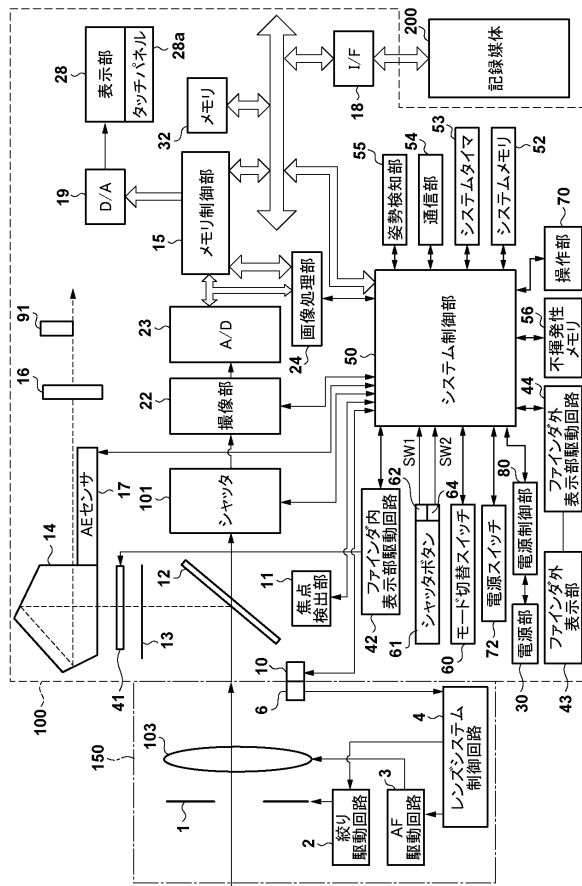 100
150
14
AEセンサ
17
16
91
41
13
12
焦点
検出部
11
シャッタ
101
撮像部
22
A/D
23
画像処理部
24
メモリ制御部
15
D/A
19
表示部
28
タッチパネル
28a
メモリ
32
I/F
18
記録媒体
200
103
1
絞り
駆動回路
2
AF
駆動回路
3
レンズシステム
制御回路
4
6
10
ファインダ内
表示部駆動回路
42
シャッタボタン
61
62
64
SW1
SW2
モード切替スイッチ
60
電源スイッチ
72
電源部
30
電源制御部
80
ファインダ外
表示部
43
ファインダ外
表示部駆動回路
44
システム制御部
50
姿勢検知部
55
通信部
54
システムタイマ
53
システムメモリ
52
操作部
70
不揮発性
メモリ
56